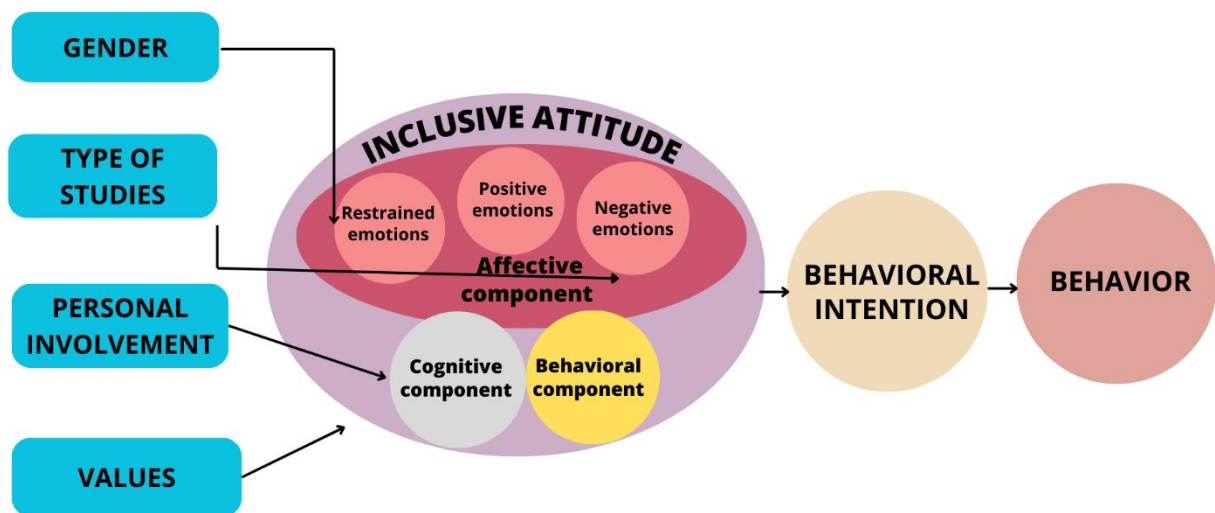 GENDER
TYPE OF
STUDIES
PERSONAL
INVOLVEMENT
VALUES
INCLUSIVE ATTITUDE
Restrained
emotions
Positive
emotions
Negative
emotions
Affective
component
Cognitive
component
Behavioral
component
BEHAVIORAL
INTENTION
BEHAVIOR